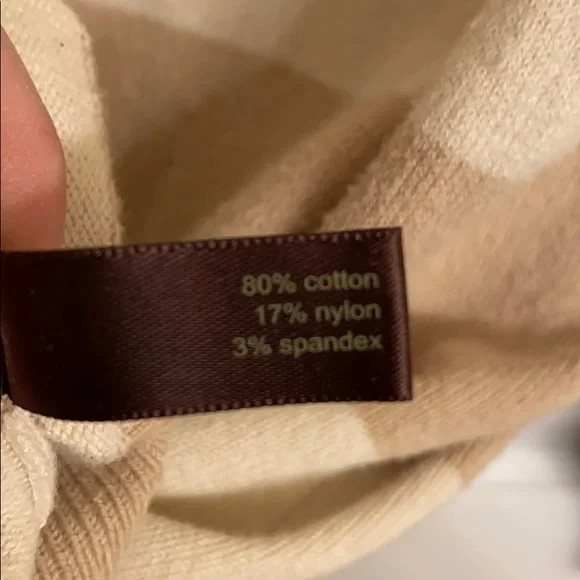 80% cotton
17% nylon
3% spandex